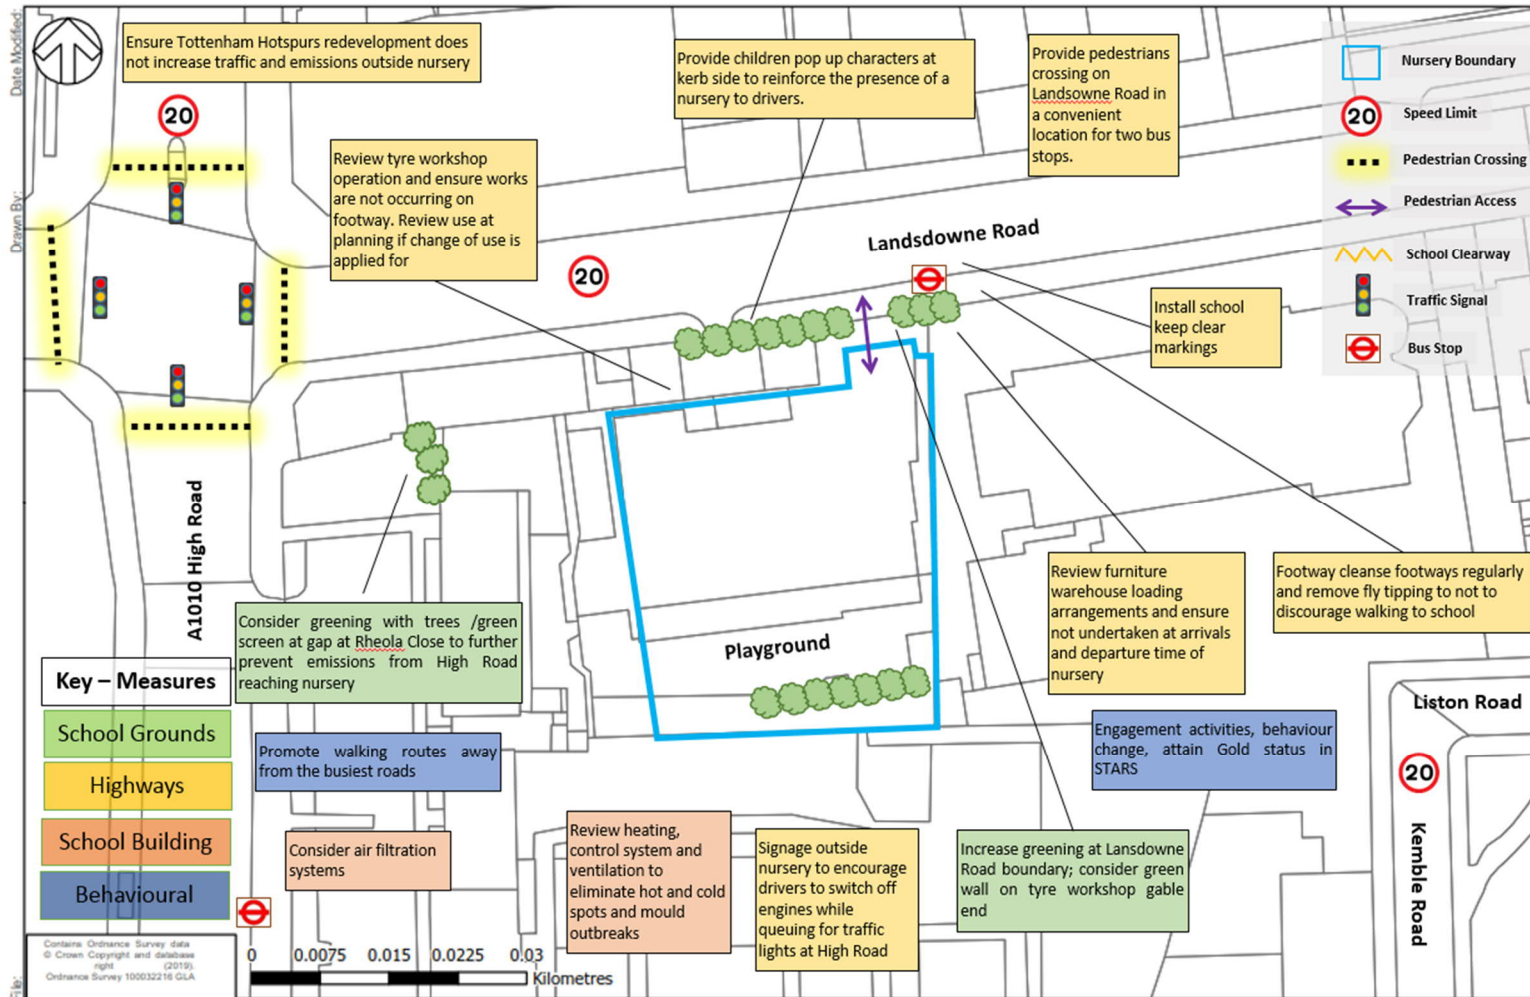 Date Modified:
Drawn By:
File:
Ensure Tottenham Hotspurs redevelopment does
not increase traffic and emissions outside nursery
20
Provide children pop up characters at
kerb side to reinforce the presence of a
nursery to drivers.
Provide pedestrians
crossing on
Landsowne Road in
a convenient
location for two bus
stops.
Nursery Boundary
20
Speed Limit
Pedestrian Crossing
Pedestrian Access
School Clearway
Traffic Signal
Bus Stop
Review tyre workshop
operation and ensure works
are not occurring on
footway. Review use at
planning if change of use is
applied for
20
Landsdowne Road
Install school
keep clear
markings
A1010 High Road
Consider greening with trees /green
screen at gap at Rheola Close to further
prevent emissions from High Road
reaching nursery
Playground
Review furniture
warehouse loading
arrangements and ensure
not undertaken at arrivals
and departure time of
nursery
Footway cleanse footways regularly
and remove fly tipping to not to
discourage walking to school
Key – Measures
School Grounds
Highways
School Building
Behavioural
Promote walking routes away
from the busiest roads
Engagement activities, behaviour
change, attain Gold status in
STARS
Liston Road
20
Kemble Road
Consider air filtration
systems
Review heating,
control system and
ventilation to
eliminate hot and cold
spots and mould
outbreaks
Signage outside
nursery to encourage
drivers to switch off
engines while
queuing for traffic
lights at High Road
Increase greening at Lansdowne
Road boundary; consider green
wall on tyre workshop gable
end
Contains Ordnance Survey data
© Crown Copyright and database
right (2019).
Ordnance Survey 100032216 GLA
0 0.0075 0.015 0.0225 0.03
Kilometres